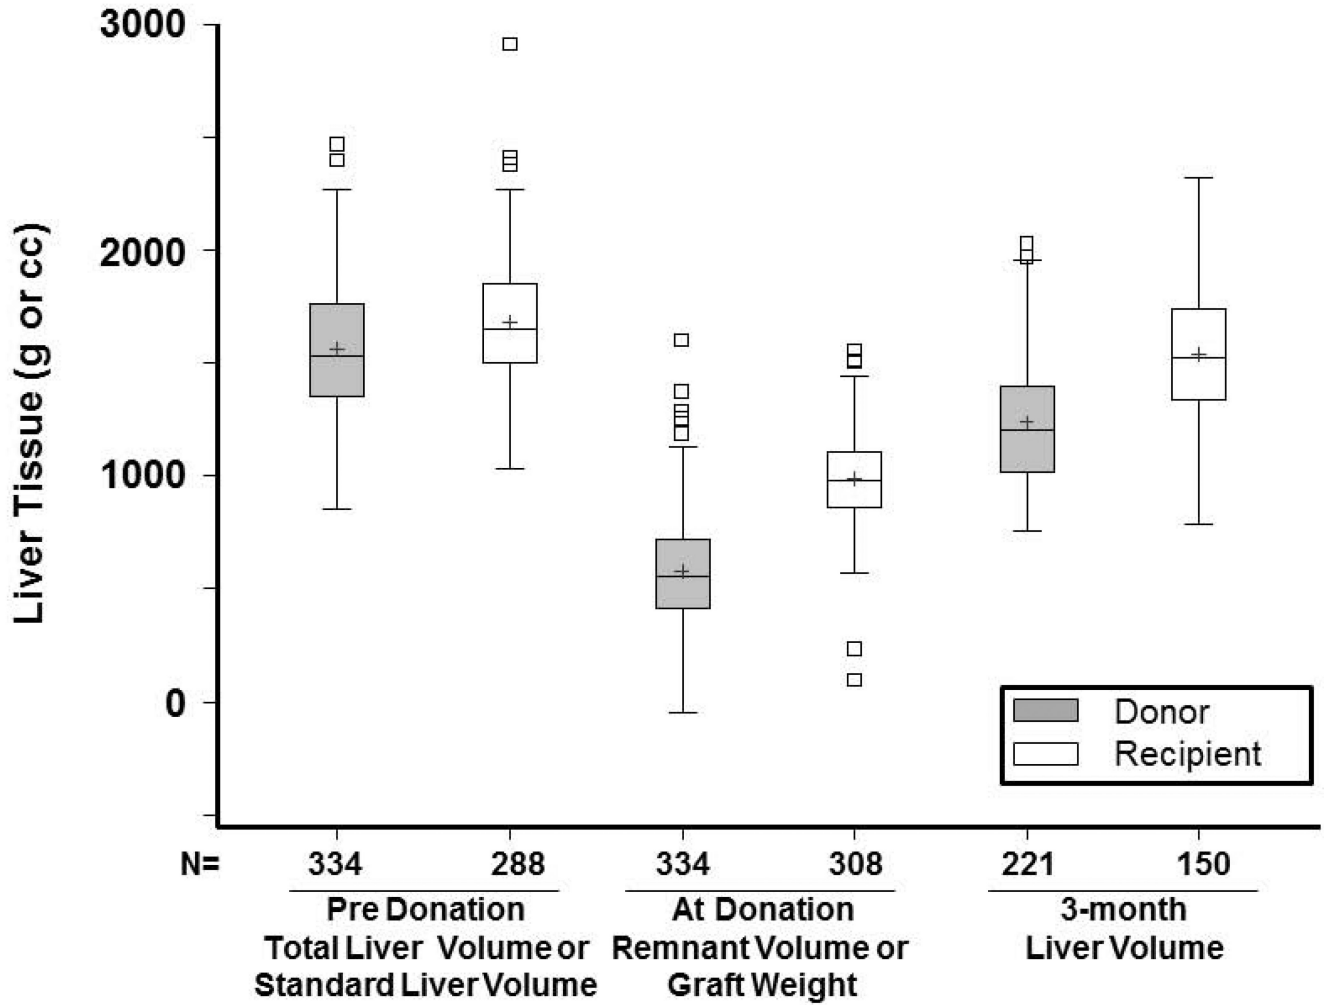 Liver Tissue (g or cc)
3000
2000
1000
0
Donor
Recipient
N= 334 288 334 308 221 150
Pre Donation
Total Liver Volume or
Standard Liver Volume
At Donation
Remnant Volume or
Graft Weight
3-month
Liver Volume